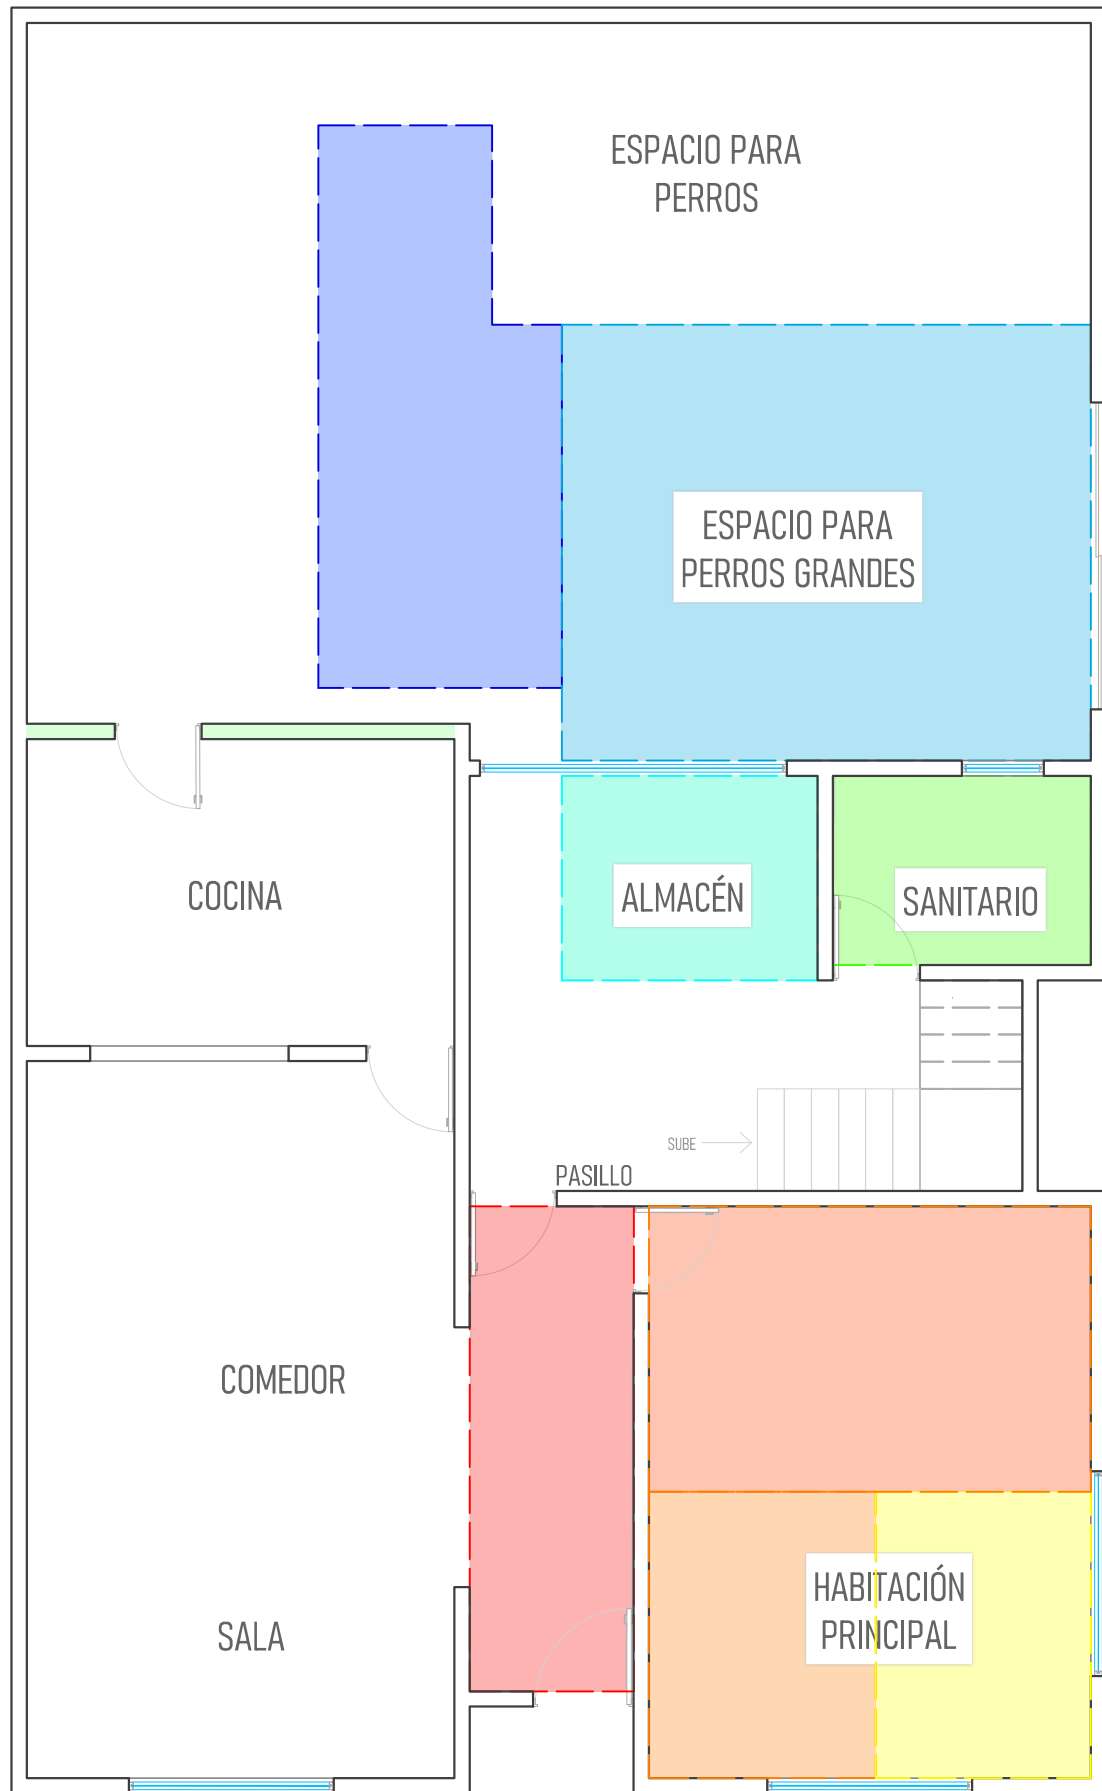 ESPACIO PARA
PERROS
ESPACIO PARA
PERROS GRANDES
COCINA
ALMACÉN
SANITARIO
SUBE
PASILLO
COMEDOR
HABITACIÓN
PRINCIPAL
SALA